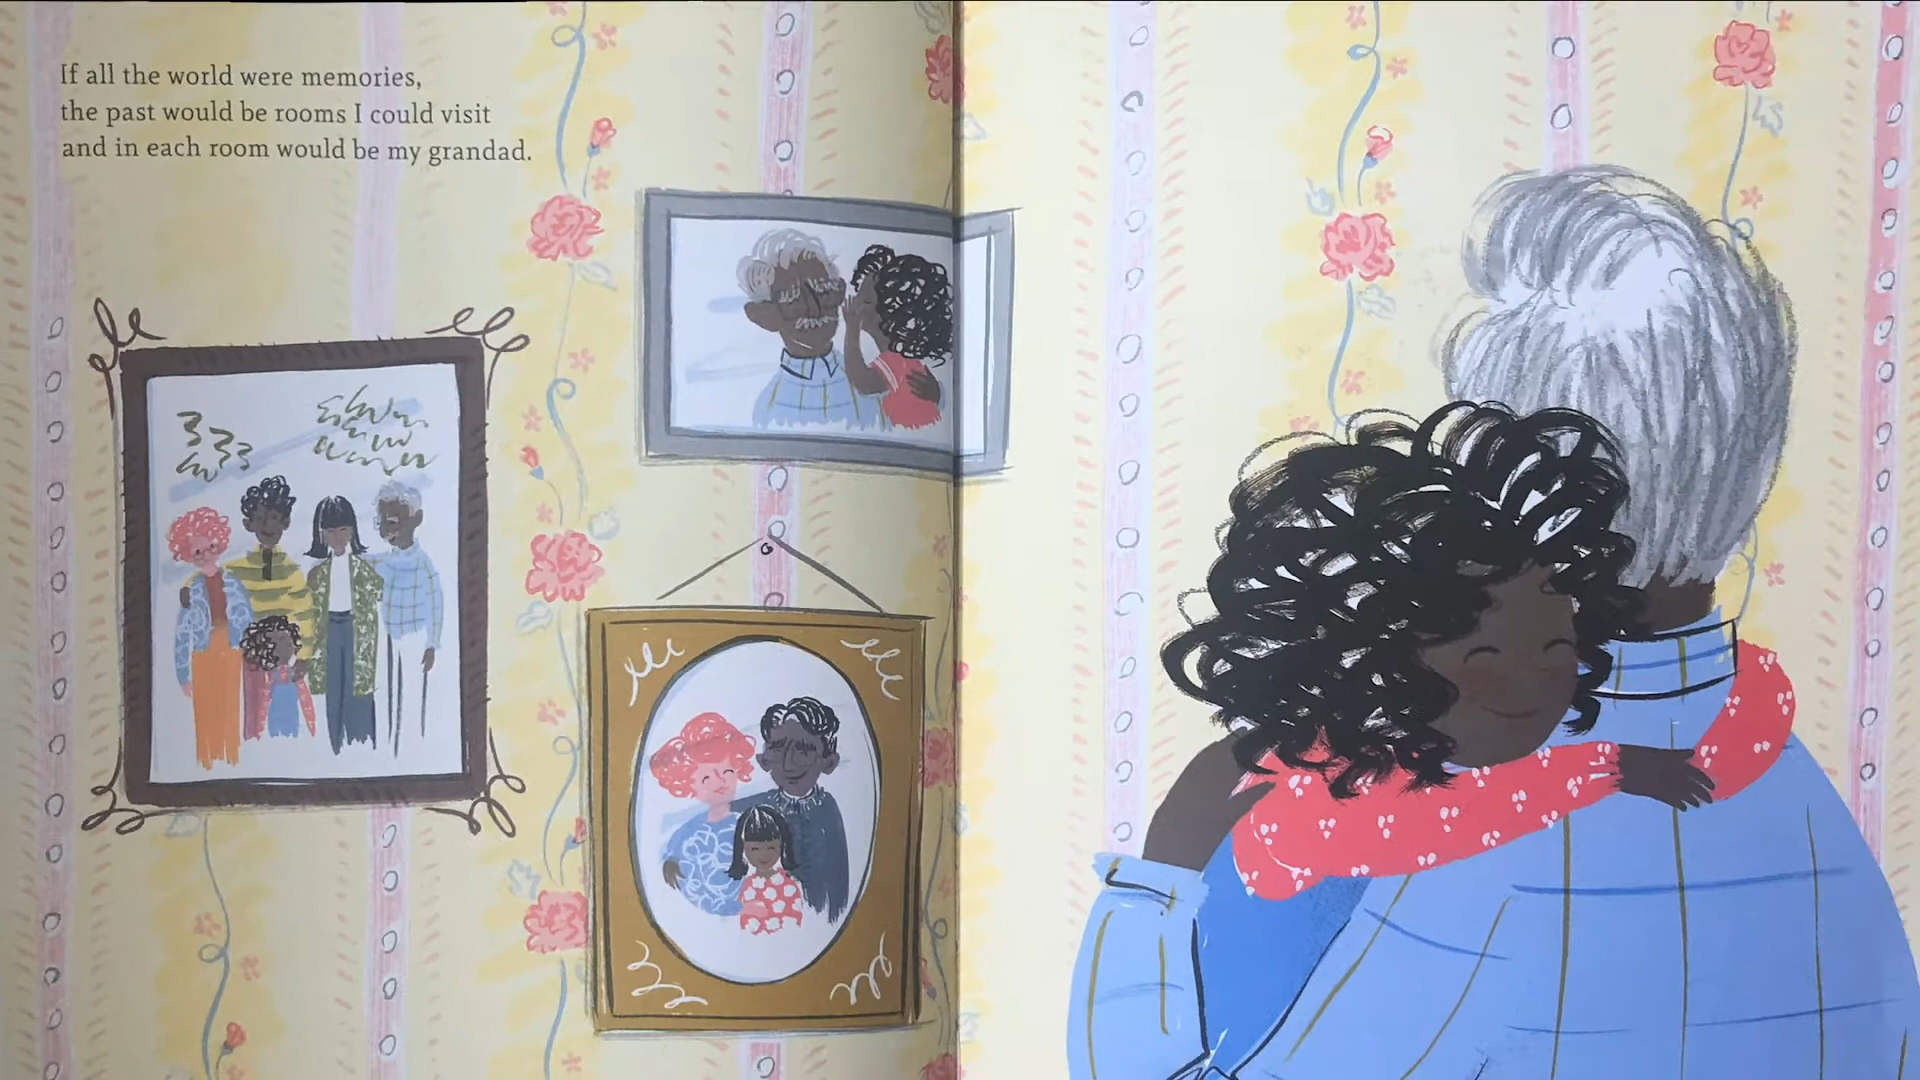 If all the world were memories,
the past would be rooms I could visit
and in each room would be my grandad.